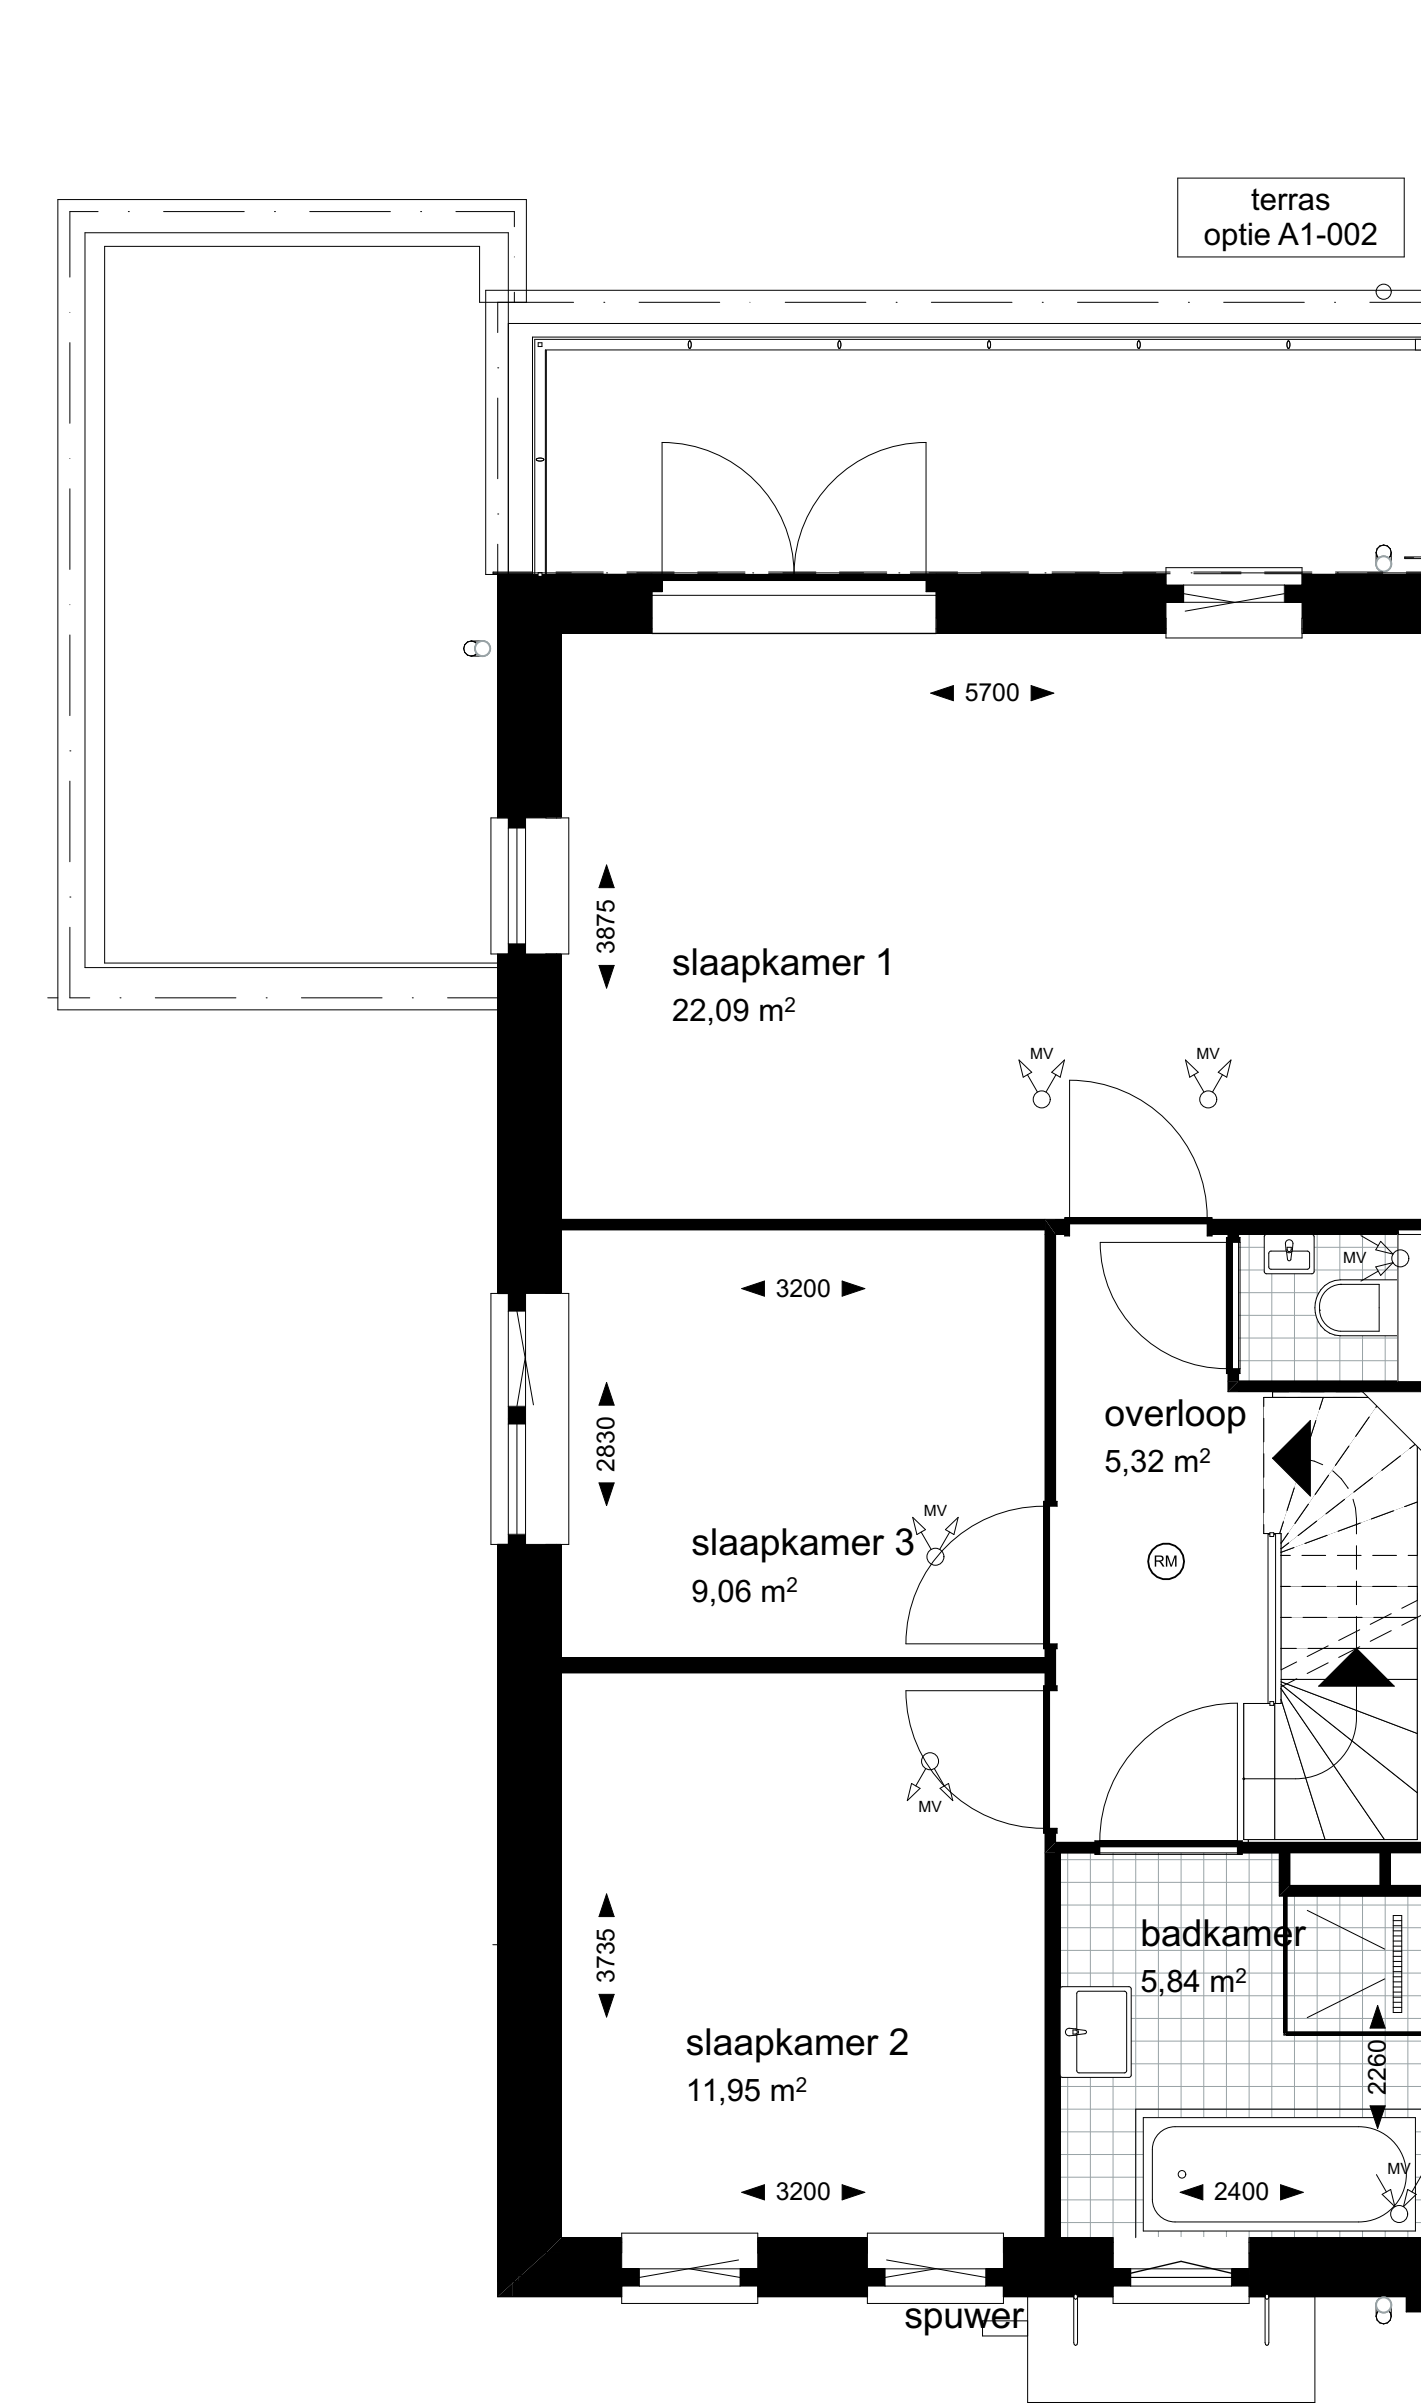 terras
optie A1-002
5700
3875
slaapkamer 1
22,09 m²
MV
MV
3200
MV
overloop
5,32 m²
2830
MV
slaapkamer 3
9,06 m²
RM
MV
badkamer
5,84 m²
3735
slaapkamer 2
11,95 m²
2260
MV
3200
2400
spuwer